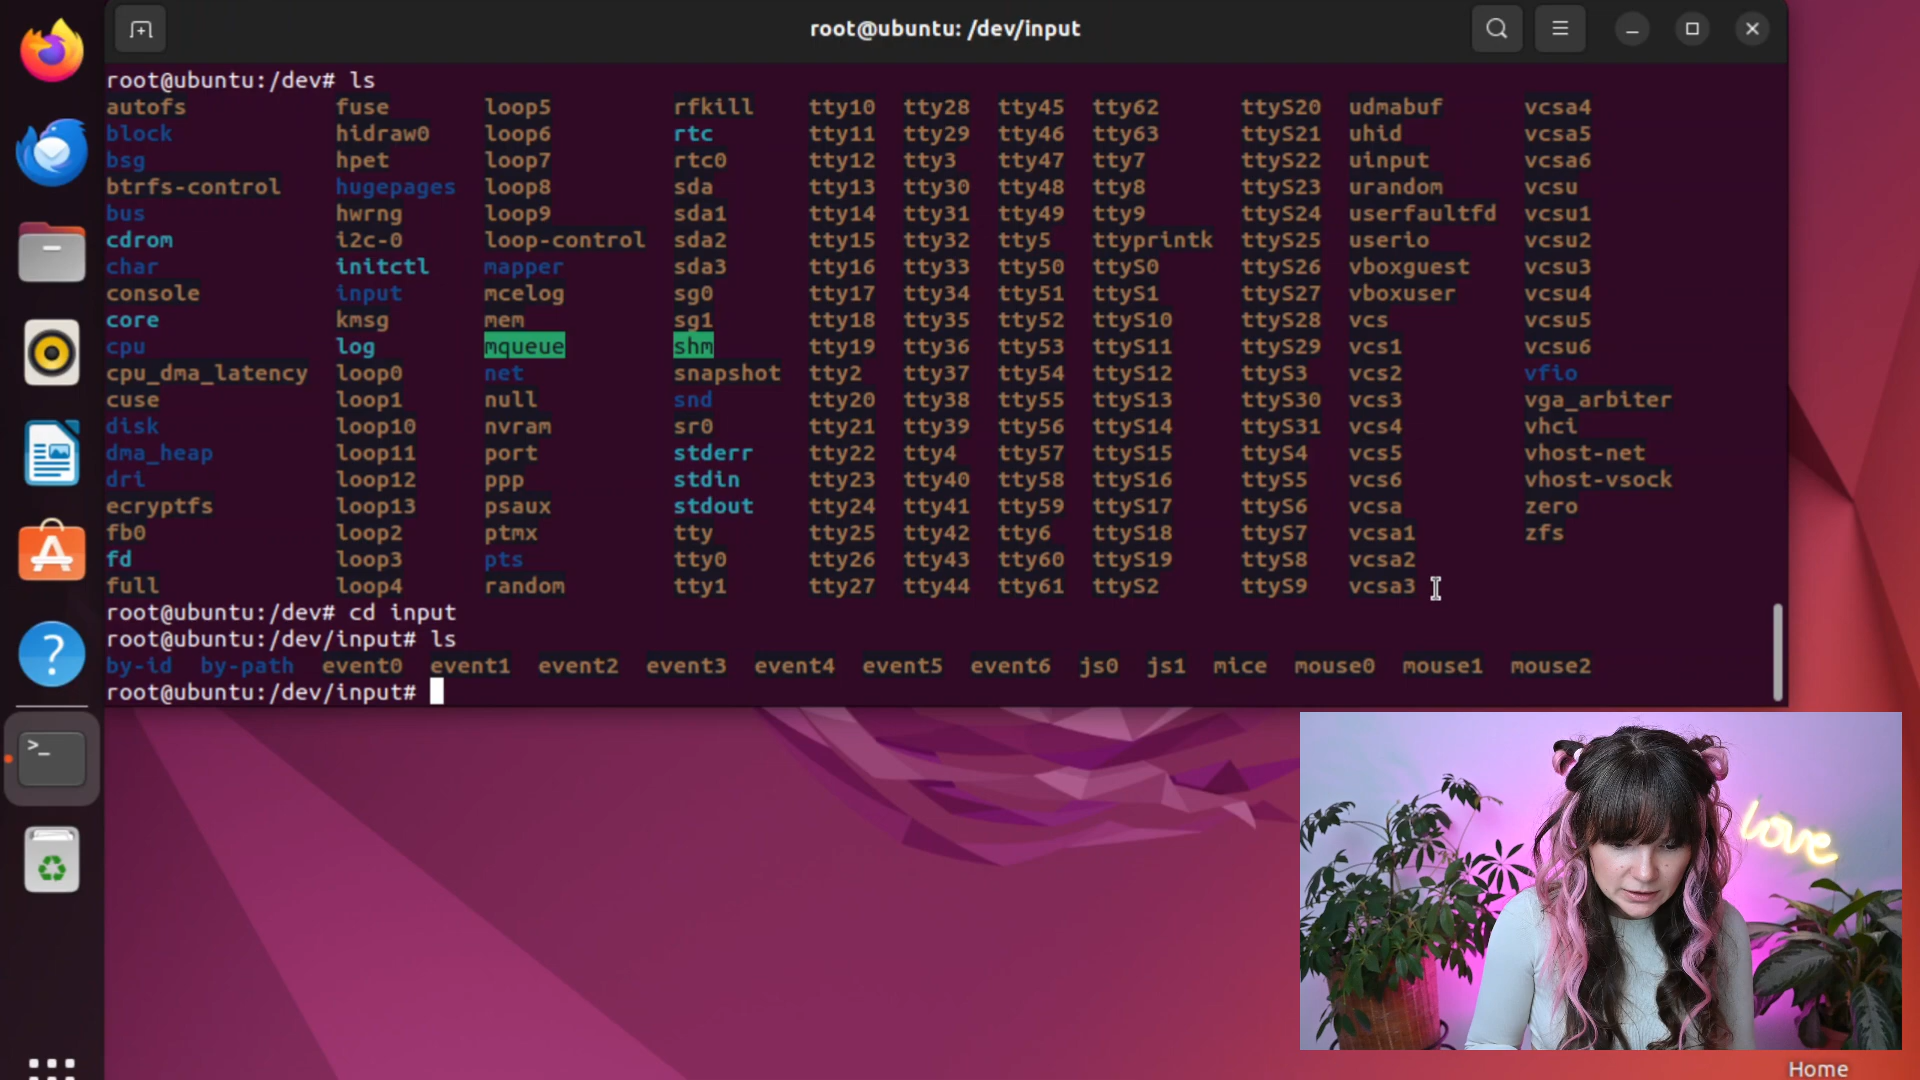 root@ubuntu: /dev/input
root@ubuntu:/dev# ls
autofs fuse loop5 rfkill tty10 tty28 tty45 tty62 ttyS20 udmabuf vcsa4
block hidraw0 loop6 rtc tty11 tty29 tty46 tty63 ttyS21 uhid vcsa5
bsg hpet loop7 rtc0 tty12 tty3 tty47 tty7 ttyS22 uinput vcsa6
btrfs-control hugepages loop8 sda tty13 tty30 tty48 tty8 ttyS23 urandom vcsu
bus hwrng loop9 sda1 tty14 tty31 tty49 tty9 ttyS24 userfaultfd vcsu1
cdrom i2c-0 loop-control sda2 tty15 tty32 tty5 ttyprintk ttyS25 userio vcsu2
char initctl mapper sda3 tty16 tty33 tty50 ttyS0 ttyS26 vboxguest vcsu3
console input mcelog sg0 tty17 tty34 tty51 ttyS1 ttyS27 vboxuser vcsu4
core kmsg mem sg1 tty18 tty35 tty52 ttyS10 ttyS28 vcs vcsu5
cpu log mqueue shm tty19 tty36 tty53 ttyS11 ttyS29 vcs1 vcsu6
cpu_dma_latency loop0 net snapshot tty2 tty37 tty54 ttyS12 ttyS3 vcs2 vfio
cuse loop1 null snd tty20 tty38 tty55 ttyS13 ttyS30 vcs3 vga_arbiter
disk loop10 nvram sr0 tty21 tty39 tty56 ttyS14 ttyS31 vcs4 vhci
dma_heap loop11 port stderr tty22 tty4 tty57 ttyS15 ttyS4 vcs5 vhost-net
dri loop12 ppp stdin tty23 tty40 tty58 ttyS16 ttyS5 vcs6 vhost-vsock
ecryptfs loop13 psaux stdout tty24 tty41 tty59 ttyS17 ttyS6 vcsa zero
fb0 loop2 ptmx tty tty25 tty42 tty6 ttyS18 ttyS7 vcsa1 zfs
fd loop3 pts tty0 tty26 tty43 tty60 ttyS19 ttyS8 vcsa2
full loop4 random tty1 tty27 tty44 tty61 ttyS2 ttyS9 vcsa3
root@ubuntu:/dev# cd input
root@ubuntu:/dev/input# ls
by-id by-path event0 event1 event2 event3 event4 event5 event6 js0 js1 mice mouse0 mouse1 mouse2
root@ubuntu:/dev/input#
love
Home